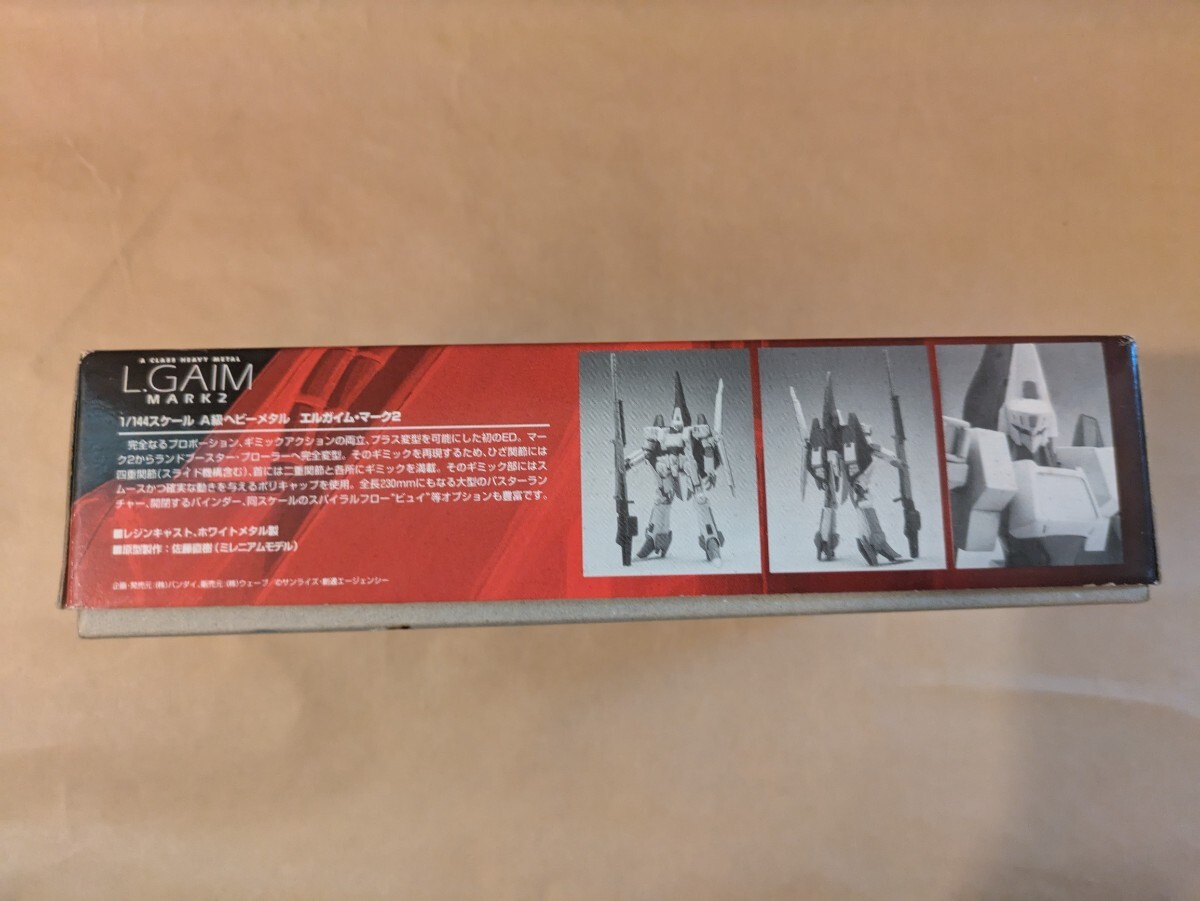 A CLASS HEAVY METAL
L.GAIM
MARK2
1/144スケール A級ヘビーメタル エルガイム・マーク2
完全なるプロポーション、ギミックアクションの両立、プラス変型を可能にした初のED。マー
ク2からランドブースター・プローラーへ完全変型。そのギミックを再現するため、ひざ関節には
四重関節(スライド機構含む)、首には二重関節と各所にギミックを満載。そのギミック部にはス
ムースかつ確実な動きを与えるポリキャップを使用。全長230mmにもなる大型のバスターラン
チャー、開閉するバインダー、同スケールのスパイラルフロー"ビュイ"等オプションも豊富です。
■レジンキャスト、ホワイトメタル製
■原型製作:佐藤直樹(ミレニアムモデル)
企画・発売元 (株)バンダイ、販売元 (株)ウェーブ ©サンライズ・創通エージェンシー